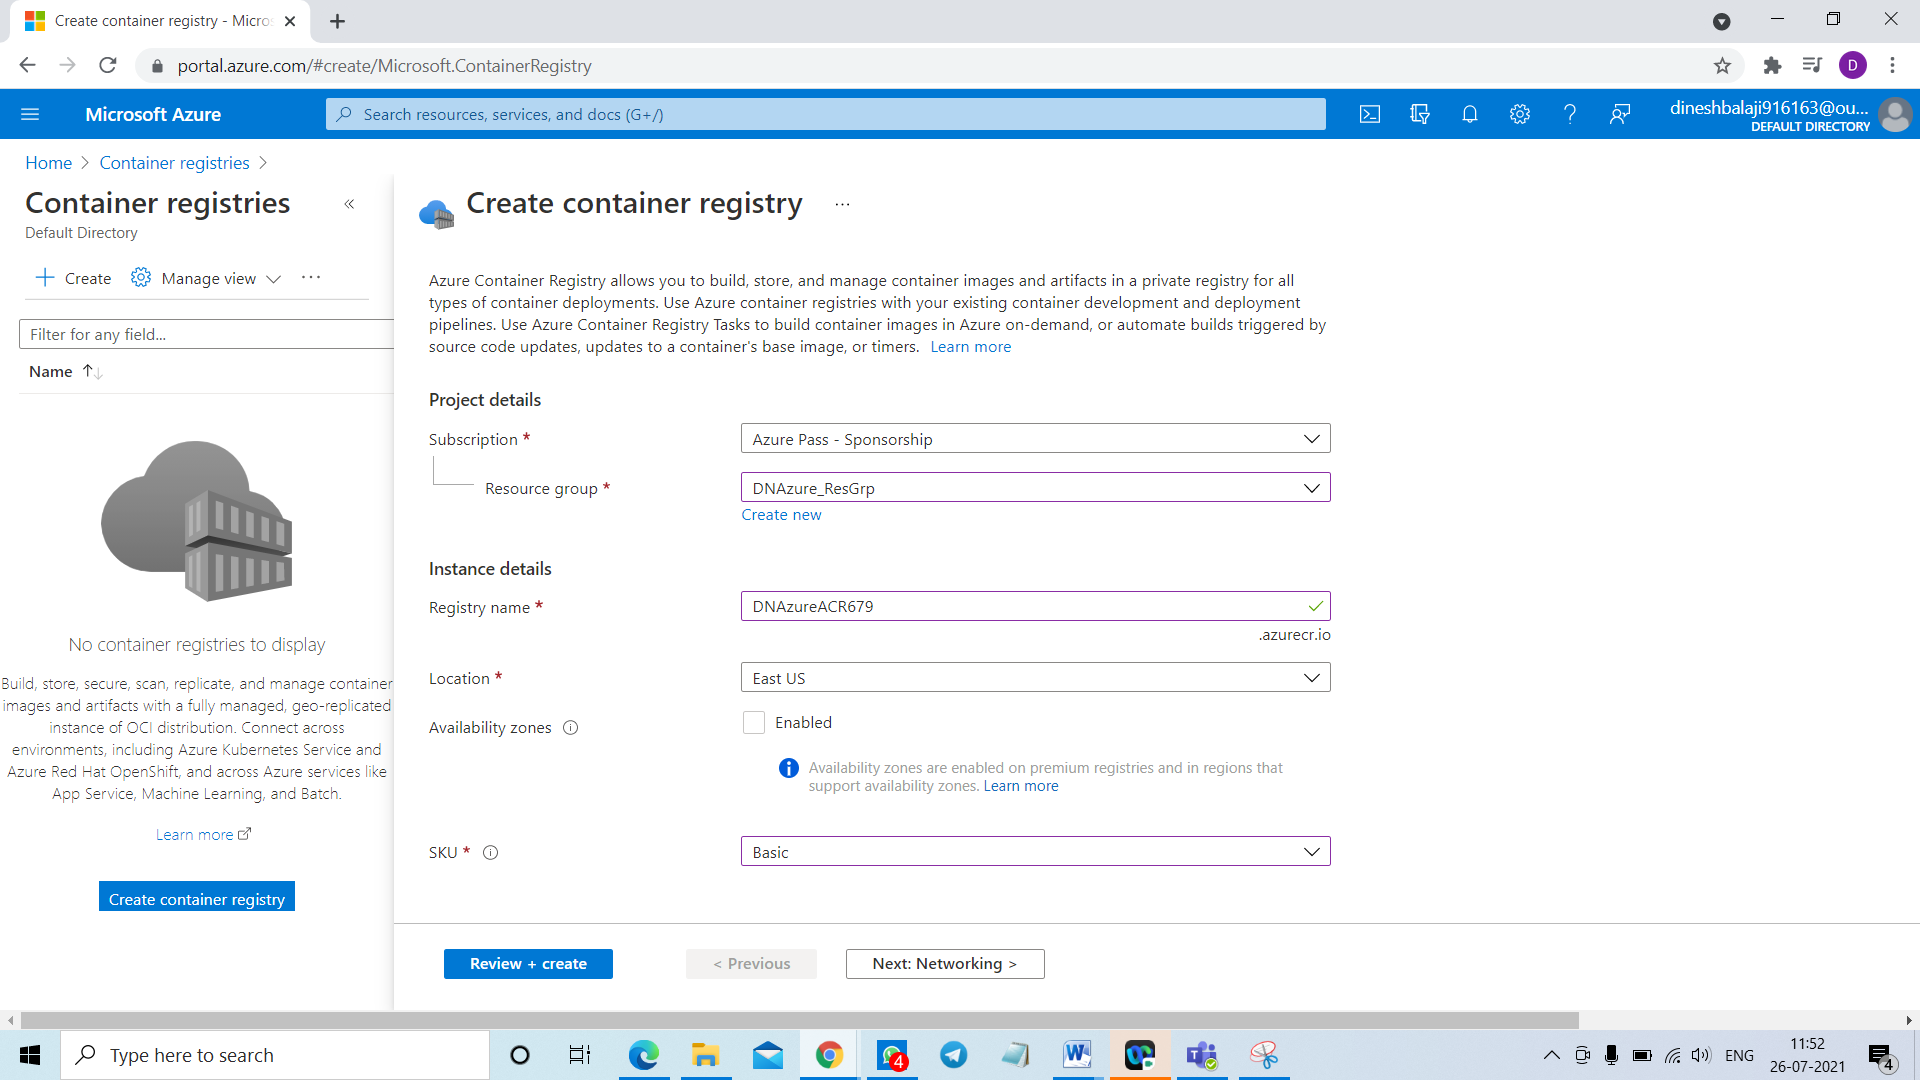 Create container registry - Micros
portal.azure.com/#create/Microsoft.ContainerRegistry
D
Microsoft Azure
Search resources, services, and docs (G+/)
dineshbalaji916163@ou...
DEFAULT DIRECTORY
Home > Container registries >
Container registries
Default Directory
Create
Manage view
Filter for any field...
Name
No container registries to display
Build, store, secure, scan, replicate, and manage container
images and artifacts with a fully managed, geo-replicated
instance of OCI distribution. Connect across
environments, including Azure Kubernetes Service and
Azure Red Hat OpenShift, and across Azure services like
App Service, Machine Learning, and Batch.
Learn more
Create container registry
Create container registry
...
Azure Container Registry allows you to build, store, and manage container images and artifacts in a private registry for all
types of container deployments. Use Azure container registries with your existing container development and deployment
pipelines. Use Azure Container Registry Tasks to build container images in Azure on-demand, or automate builds triggered by
source code updates, updates to a container's base image, or timers. Learn more
Project details
Subscription *
Azure Pass - Sponsorship
Resource group *
DNAzure_ResGrp
Create new
Instance details
Registry name *
DNAzureACR679
.azurecr.io
Location *
East US
Availability zones
Enabled
Availability zones are enabled on premium registries and in regions that
support availability zones. Learn more
SKU *
Basic
Review + create
< Previous
Next: Networking >
Type here to search
4
ENG
11:52
26-07-2021
4